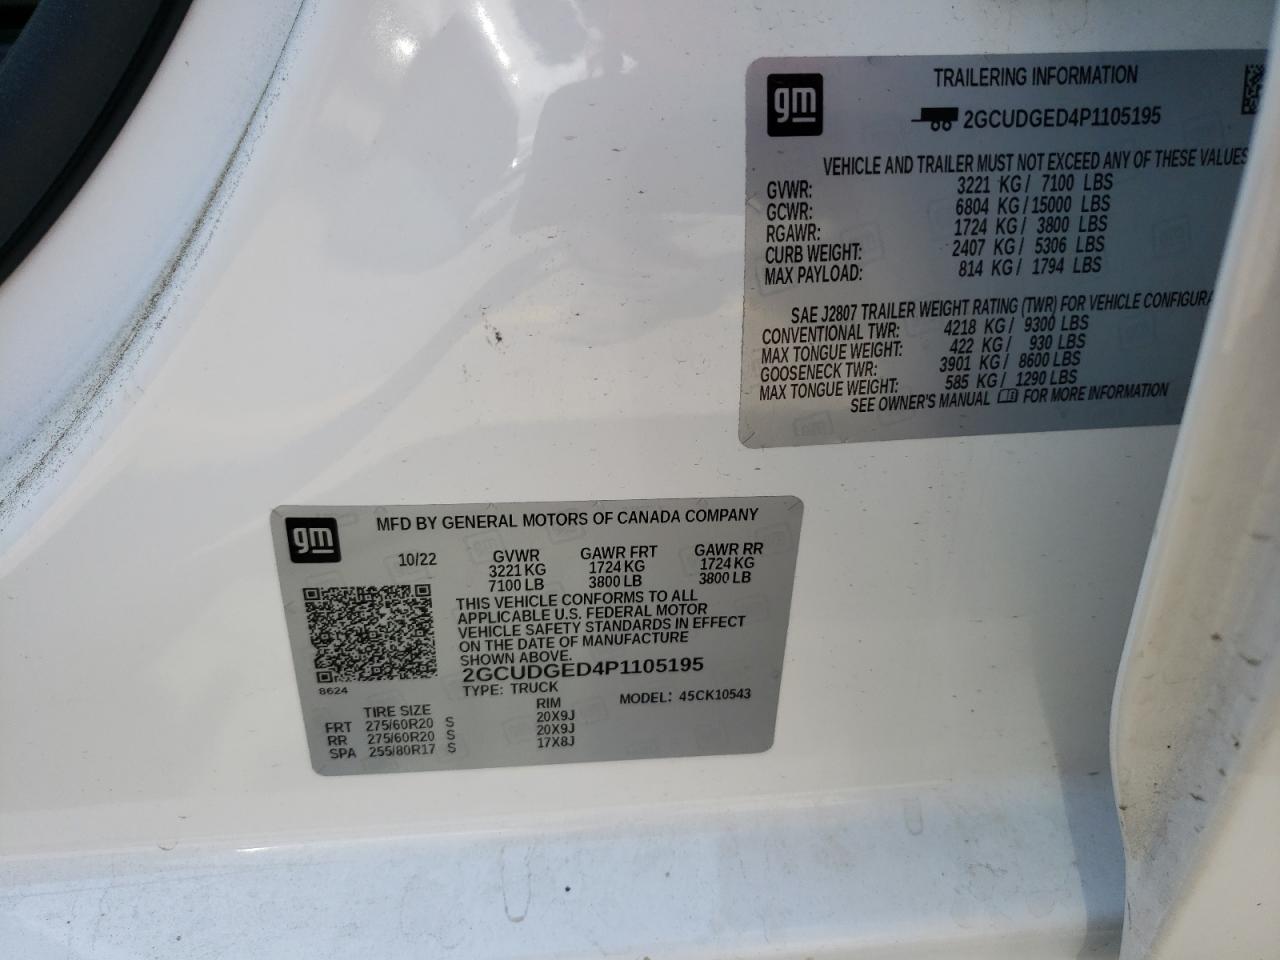 gm
TRAILERING INFORMATION
2GCUDGED4P1105195
VEHICLE AND TRAILER MUST NOT EXCEED ANY OF THESE VALUES
GVWR: 3221 KG / 7100 LBS
GCWR: 6804 KG / 15000 LBS
RGAWR: 1724 KG / 3800 LBS
CURB WEIGHT: 2407 KG / 5306 LBS
MAX PAYLOAD: 814 KG / 1794 LBS
SAE J2807 TRAILER WEIGHT RATING (TWR) FOR VEHICLE CONFIGURA
CONVENTIONAL TWR: 4218 KG / 9300 LBS
MAX TONGUE WEIGHT: 422 KG / 930 LBS
GOOSENECK TWR: 3901 KG / 8600 LBS
MAX TONGUE WEIGHT: 585 KG / 1290 LBS
SEE OWNER'S MANUAL FOR MORE INFORMATION
gm
MFD BY GENERAL MOTORS OF CANADA COMPANY
10/22 GVWR GAWR FRT GAWR RR
3221 KG 1724 KG 1724 KG
7100 LB 3800 LB 3800 LB
THIS VEHICLE CONFORMS TO ALL
APPLICABLE U.S. FEDERAL MOTOR
VEHICLE SAFETY STANDARDS IN EFFECT
ON THE DATE OF MANUFACTURE
SHOWN ABOVE.
2GCUDGED4P1105195
8624 TYPE: TRUCK MODEL: 45CK10543
TIRE SIZE RIM
FRT 275/60R20 S 20X9J
RR 275/60R20 S 20X9J
SPA 255/80R17 S 17X8J